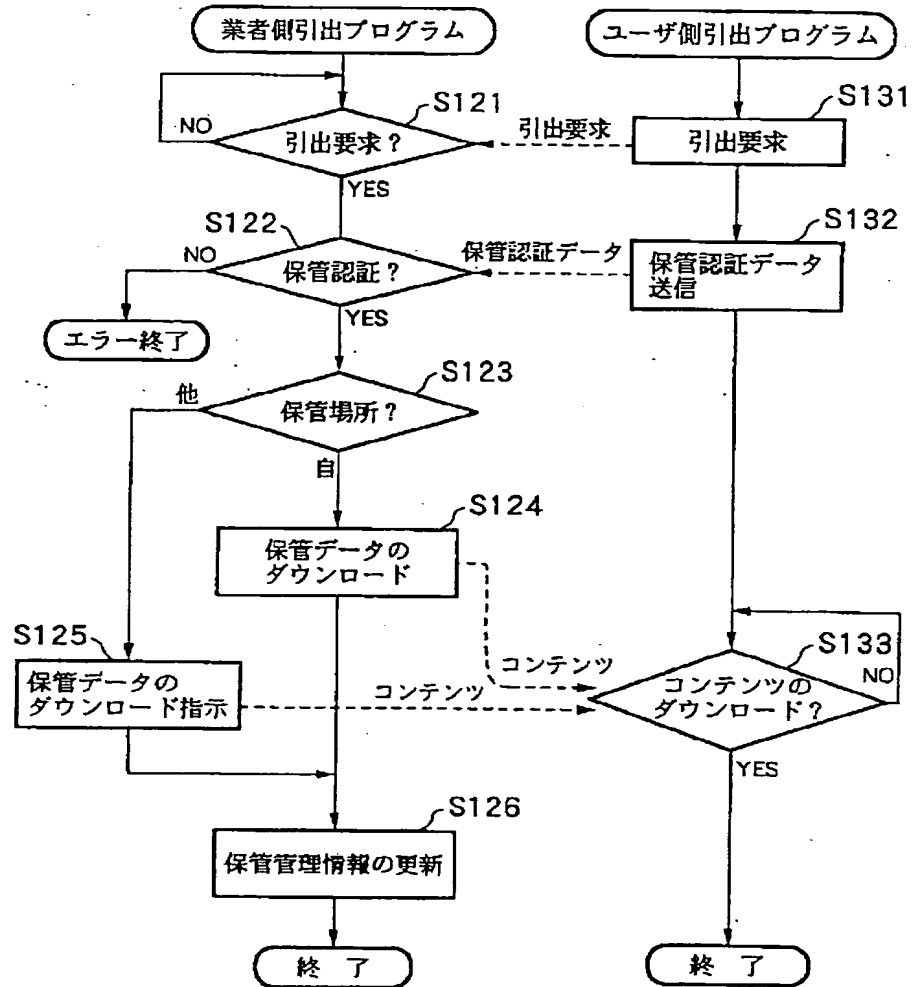 業者側引出プログラム
ユーザ側引出プログラム
S121
S131
NO
引出要求？
引出要求
引出要求
YES
S122
S132
NO
保管認証？
保管認証データ
保管認証データ
送信
YES
エラー終了
S123
他
保管場所？
自
S124
保管データの
ダウンロード
S125
S133
コンテンツ
NO
保管データの
ダウンロード指示
コンテンツ
コンテンツの
ダウンロード？
YES
S126
保管管理情報の更新
終 了
終 了